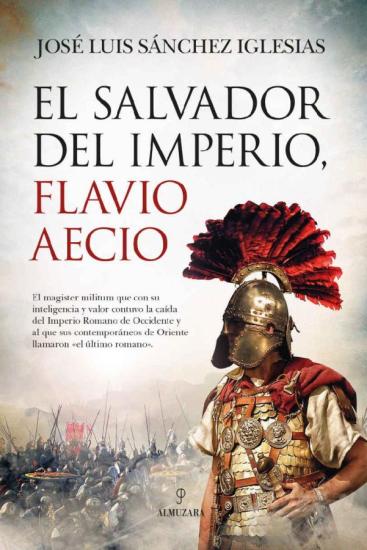 JOSÉ LUIS SÁNCHEZ IGLESIAS
EL SALVADOR
DEL IMPERIO,
FLAVIO
AECIO
El magister militum que con su
inteligencia y valor contuvo la caída
del Imperio Romano de Occidente y
al que sus contemporáneos de Oriente
llamaron «el último romano».
ALMUZARA